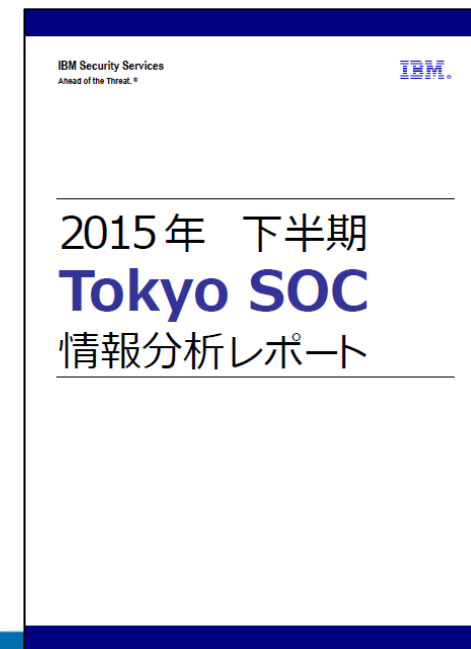 IBM Security Services
Ahead of the Threat.®
IBM®
2015年 下半期
Tokyo SOC
情報分析レポート